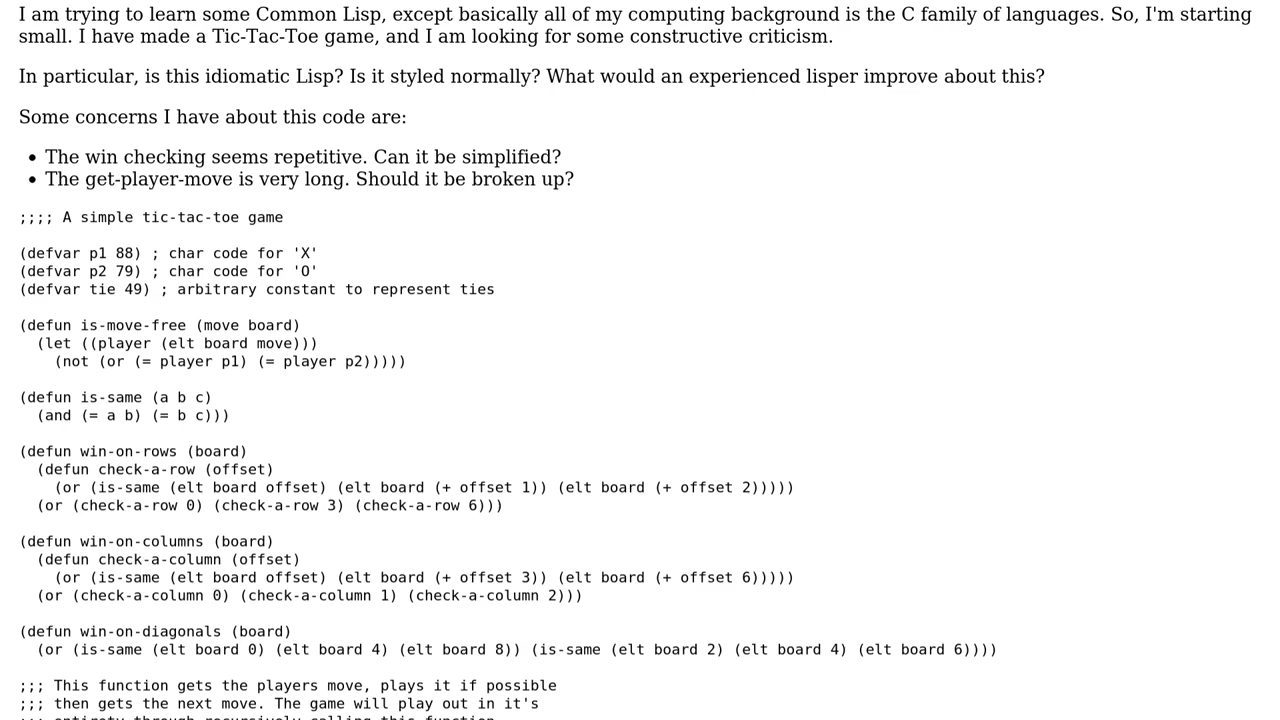 I am trying to learn some Common Lisp, except basically all of my computing background is the C family of languages. So, I'm starting
small. I have made a Tic-Tac-Toe game, and I am looking for some constructive criticism.
In particular, is this idiomatic Lisp? Is it styled normally? What would an experienced lisper improve about this?
Some concerns I have about this code are:
• The win checking seems repetitive. Can it be simplified?
• The get-player-move is very long. Should it be broken up?
;;;; A simple tic-tac-toe game
(defvar p1 88) ; char code for 'X'
(defvar p2 79) ; char code for 'O'
(defvar tie 49) ; arbitrary constant to represent ties
(defun is-move-free (move board)
  (let ((player (elt board move)))
    (not (or (= player p1) (= player p2)))))
(defun is-same (a b c)
  (and (= a b) (= b c)))
(defun win-on-rows (board)
  (defun check-a-row (offset)
    (or (is-same (elt board offset) (elt board (+ offset 1)) (elt board (+ offset 2)))))
  (or (check-a-row 0) (check-a-row 3) (check-a-row 6)))
(defun win-on-columns (board)
  (defun check-a-column (offset)
    (or (is-same (elt board offset) (elt board (+ offset 3)) (elt board (+ offset 6)))))
  (or (check-a-column 0) (check-a-column 1) (check-a-column 2)))
(defun win-on-diagonals (board)
  (or (is-same (elt board 0) (elt board 4) (elt board 8)) (is-same (elt board 2) (elt board 4) (elt board 6))))
;;; This function gets the players move, plays it if possible
;;; then gets the next move. The game will play out in it's
;;; entirety through recursively calling this function